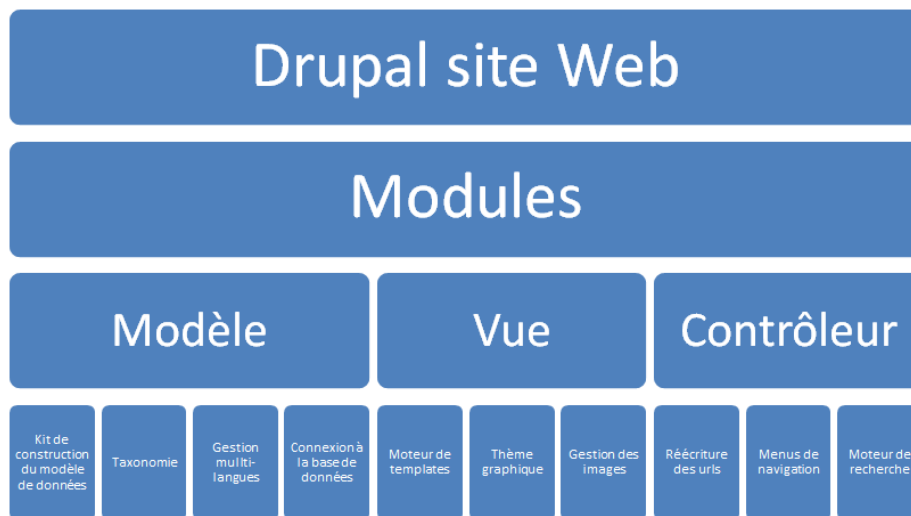 Drupal site Web
Modules
Modèle
Vue
Contrôleur
Kit de
construction
du modèle
de données
Taxonomie
Gestion
mullti-
langues
Connexion à
la base de
données
Moteur de
templates
Thème
graphique
Gestion des
images
Réécriture
des urls
Menus de
navigation
Moteur de
recherche